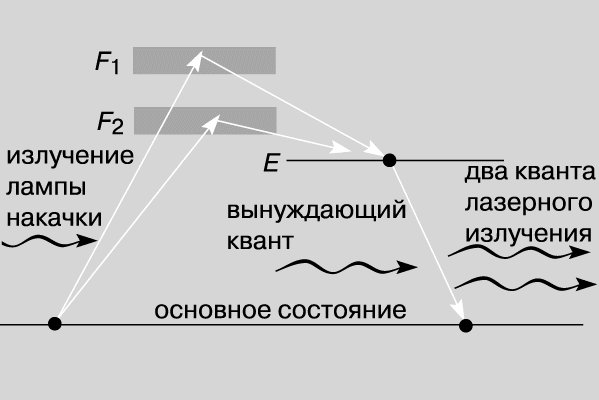 F1
F2
излучение
лампы
накачки
E
вынуждающий
квант
два кванта
лазерного
излучения
основное состояние